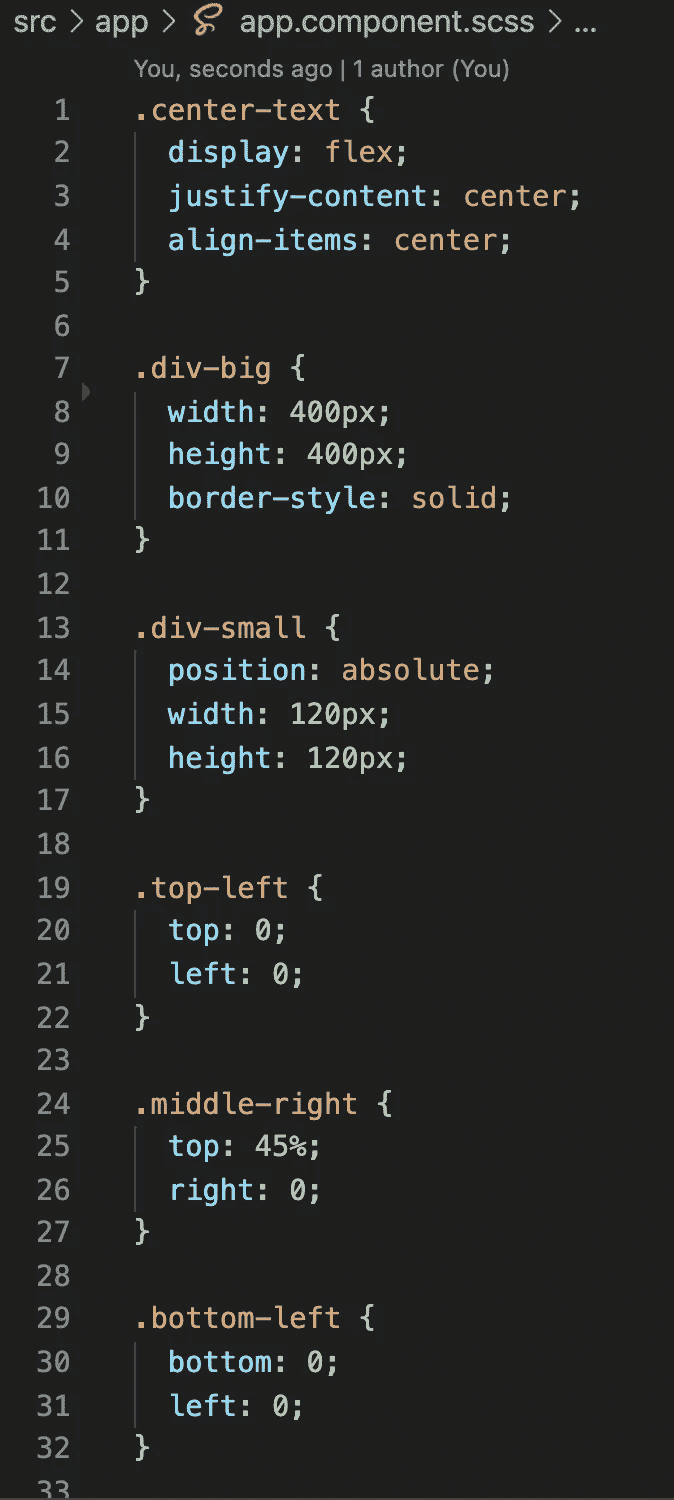 src > app > app.component.scss > ...
You, seconds ago | 1 author (You)
1 .center-text {
2 display: flex;
3 justify-content: center;
4 align-items: center;
5 }
6
7 .div-big {
8 width: 400px;
9 height: 400px;
10 border-style: solid;
11 }
12
13 .div-small {
14 position: absolute;
15 width: 120px;
16 height: 120px;
17 }
18
19 .top-left {
20 top: 0;
21 left: 0;
22 }
23
24 .middle-right {
25 top: 45%;
26 right: 0;
27 }
28
29 .bottom-left {
30 bottom: 0;
31 left: 0;
32 }
33